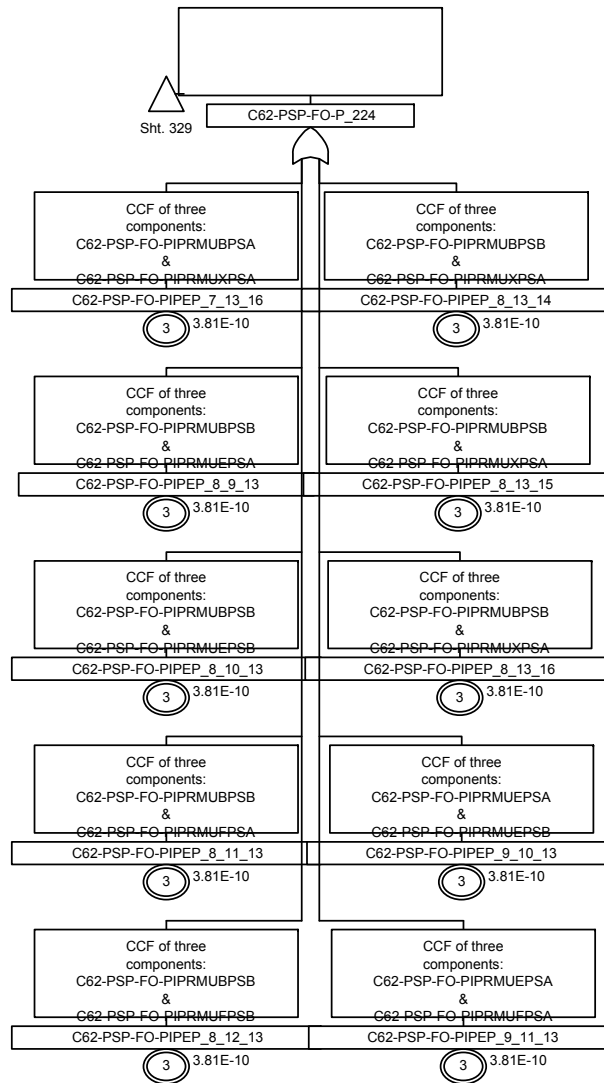 C62-PSP-FO-P_224
Sht. 329
CCF of three
components:
C62-PSP-FO-PIPRMUBPSA
&
C62-PSP-FO-PIPRMUXPSA
C62-PSP-FO-PIPEP_7_13_16
3
3.81E-10
CCF of three
components:
C62-PSP-FO-PIPRMUBPSB
&
C62-PSP-FO-PIPRMUXPSA
C62-PSP-FO-PIPEP_8_13_14
3
3.81E-10
CCF of three
components:
C62-PSP-FO-PIPRMUBPSB
&
C62-PSP-FO-PIPRMUEPSA
C62-PSP-FO-PIPEP_8_9_13
3
3.81E-10
CCF of three
components:
C62-PSP-FO-PIPRMUBPSB
&
C62-PSP-FO-PIPRMUXPSA
C62-PSP-FO-PIPEP_8_13_15
3
3.81E-10
CCF of three
components:
C62-PSP-FO-PIPRMUBPSB
&
C62-PSP-FO-PIPRMUEPSB
C62-PSP-FO-PIPEP_8_10_13
3
3.81E-10
CCF of three
components:
C62-PSP-FO-PIPRMUBPSB
&
C62-PSP-FO-PIPRMUXPSA
C62-PSP-FO-PIPEP_8_13_16
3
3.81E-10
CCF of three
components:
C62-PSP-FO-PIPRMUBPSB
&
C62-PSP-FO-PIPRMUFPSA
C62-PSP-FO-PIPEP_8_11_13
3
3.81E-10
CCF of three
components:
C62-PSP-FO-PIPRMUEPSA
&
C62-PSP-FO-PIPRMUEPSB
C62-PSP-FO-PIPEP_9_10_13
3
3.81E-10
CCF of three
components:
C62-PSP-FO-PIPRMUBPSB
&
C62-PSP-FO-PIPRMUFPSB
C62-PSP-FO-PIPEP_8_12_13
3
3.81E-10
CCF of three
components:
C62-PSP-FO-PIPRMUEPSA
&
C62-PSP-FO-PIPRMUFPSA
C62-PSP-FO-PIPEP_9_11_13
3
3.81E-10